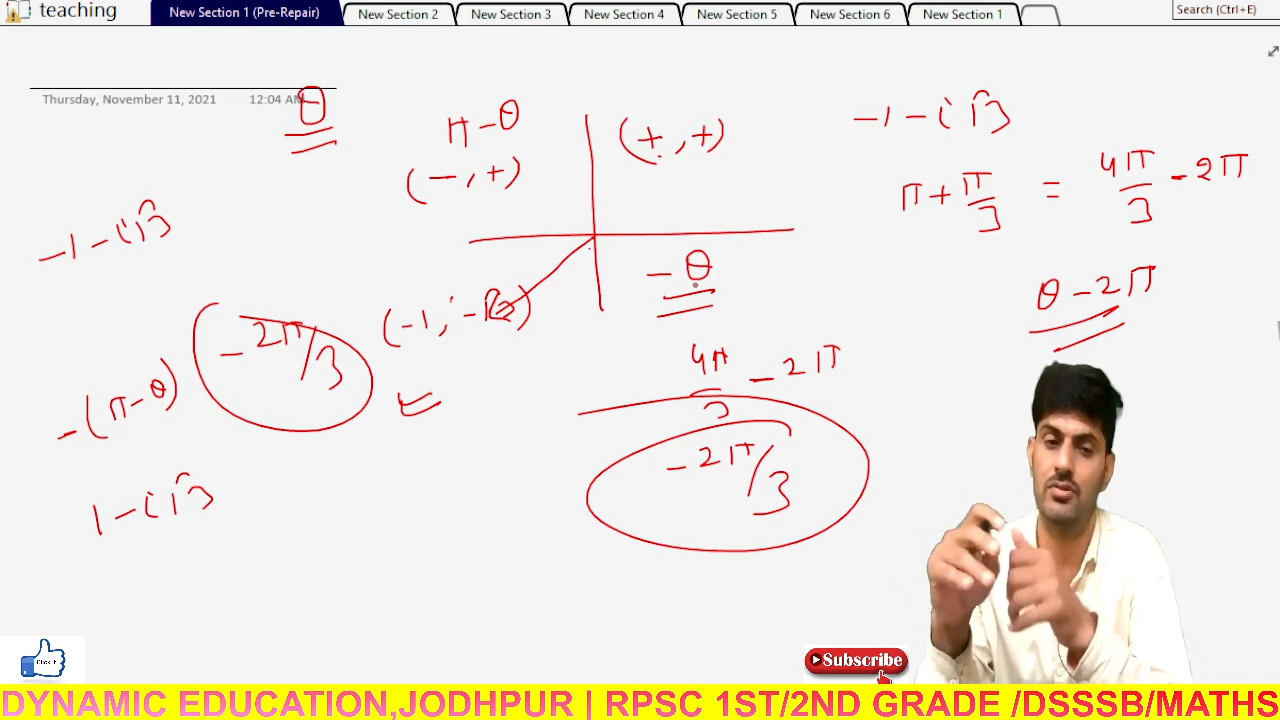 teaching
New Section 1 (Pre-Repair)
New Section 2
New Section 3
New Section 4
New Section 5
New Section 6
New Section 1
Search (Ctrl+E)
Thursday, November 11, 2021 12:04 AM
θ
π-θ
(-,+)
(+,+)
-1-i√3
π+π/3 = 4π/3-2π
θ-2π
-1-i√3
-θ
-2π/3
-(π-θ)
4π/3 -2π
-2π/3
1-i√3
Click it
Subscribe
DYNAMIC EDUCATION,JODHPUR | RPSC 1ST/2ND GRADE /DSSSB/MATHS